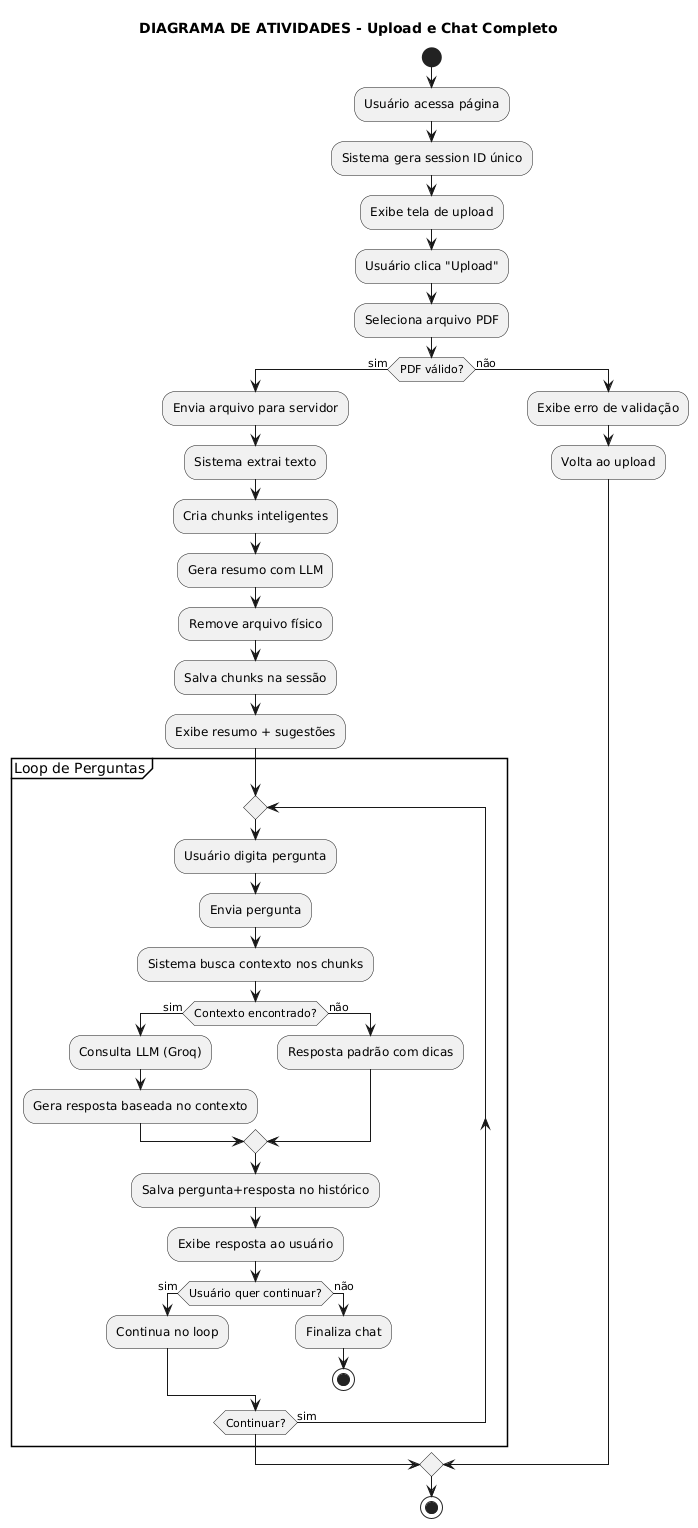 DIAGRAMA DE ATIVIDADES - Upload e Chat Completo
Usuário acessa página
Sistema gera session ID único
Exibe tela de upload
Usuário clica "Upload"
Seleciona arquivo PDF
sim
PDF válido?
não
Envia arquivo para servidor
Exibe erro de validação
Sistema extrai texto
Volta ao upload
Cria chunks inteligentes
Gera resumo com LLM
Remove arquivo físico
Salva chunks na sessão
Exibe resumo + sugestões
Loop de Perguntas
Usuário digita pergunta
Envia pergunta
Sistema busca contexto nos chunks
sim
Contexto encontrado?
não
Consulta LLM (Groq)
Resposta padrão com dicas
Gera resposta baseada no contexto
Salva pergunta+resposta no histórico
Exibe resposta ao usuário
sim
Usuário quer continuar?
não
Continua no loop
Finaliza chat
Continuar?
sim